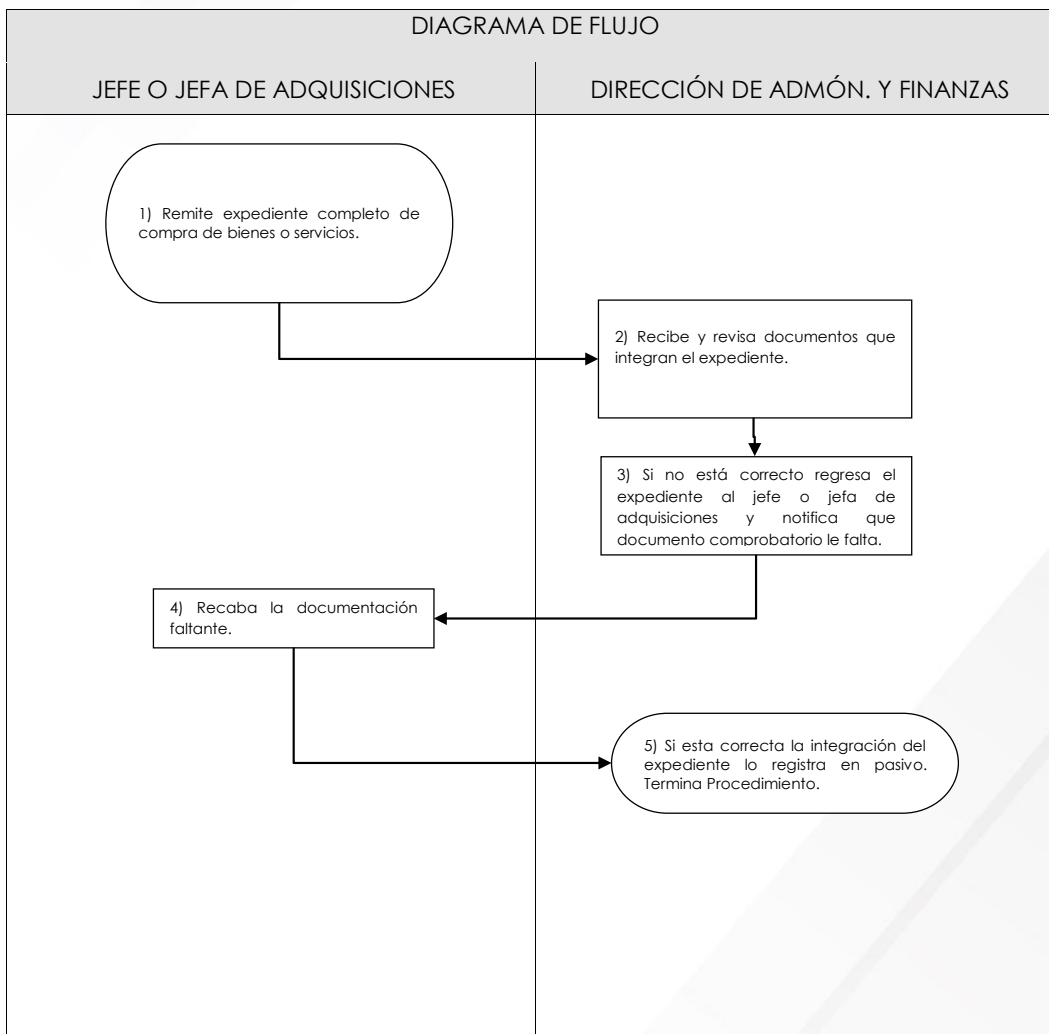 DIAGRAMA DE FLUJO
JEFE O JEFA DE ADQUISICIONES
DIRECCIÓN DE ADMÓN. Y FINANZAS
1) Remite expediente completo de
compra de bienes o servicios.
2) Recibe y revisa documentos que
integran el expediente.
3) Si no está correcto regresa el
expediente al jefe o jefa de
adquisiciones y notifica que
documento comprobatorio le falta.
4) Recaba la documentación
faltante.
5) Si esta correcta la integración del
expediente lo registra en pasivo.
Termina Procedimiento.